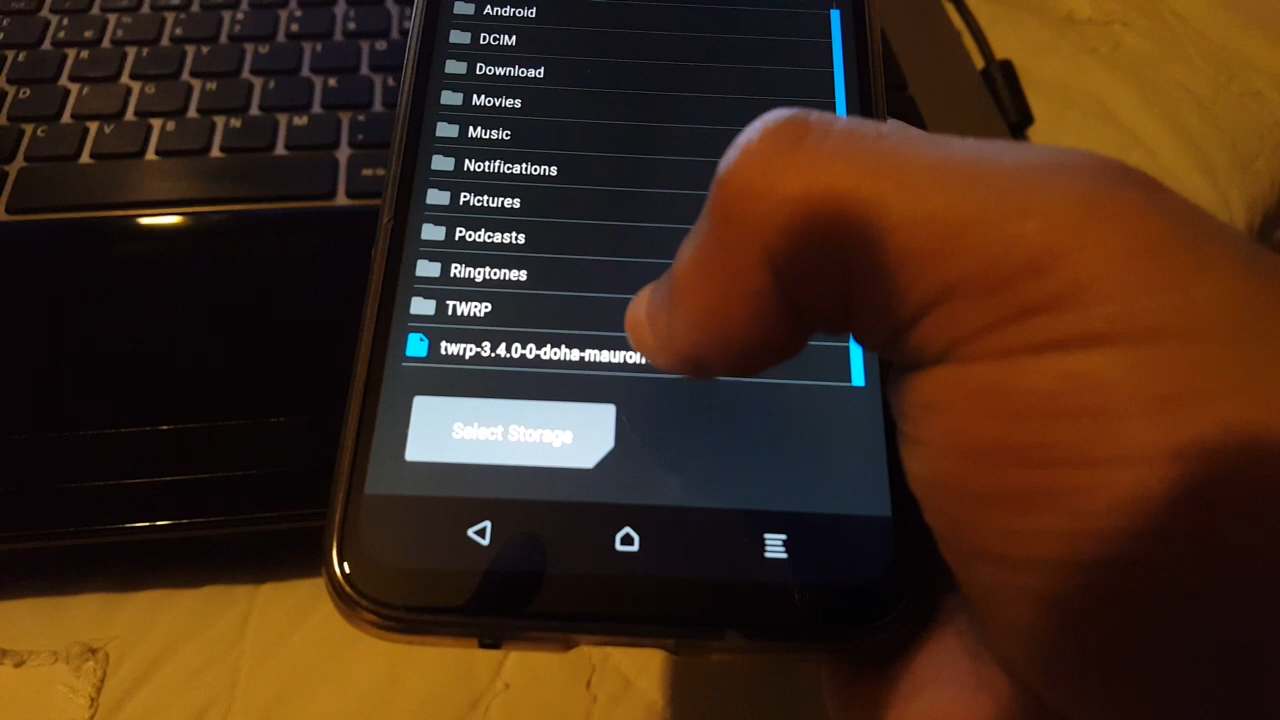 Android
DCIM
Download
Movies
Music
Notifications
Pictures
Podcasts
Ringtones
TWRP
twrp-3.4.0-0-doha-mauron
Select Storage
E
R
T
Y
U
I
D
F
G
H
J
K
C
V
B
N
M